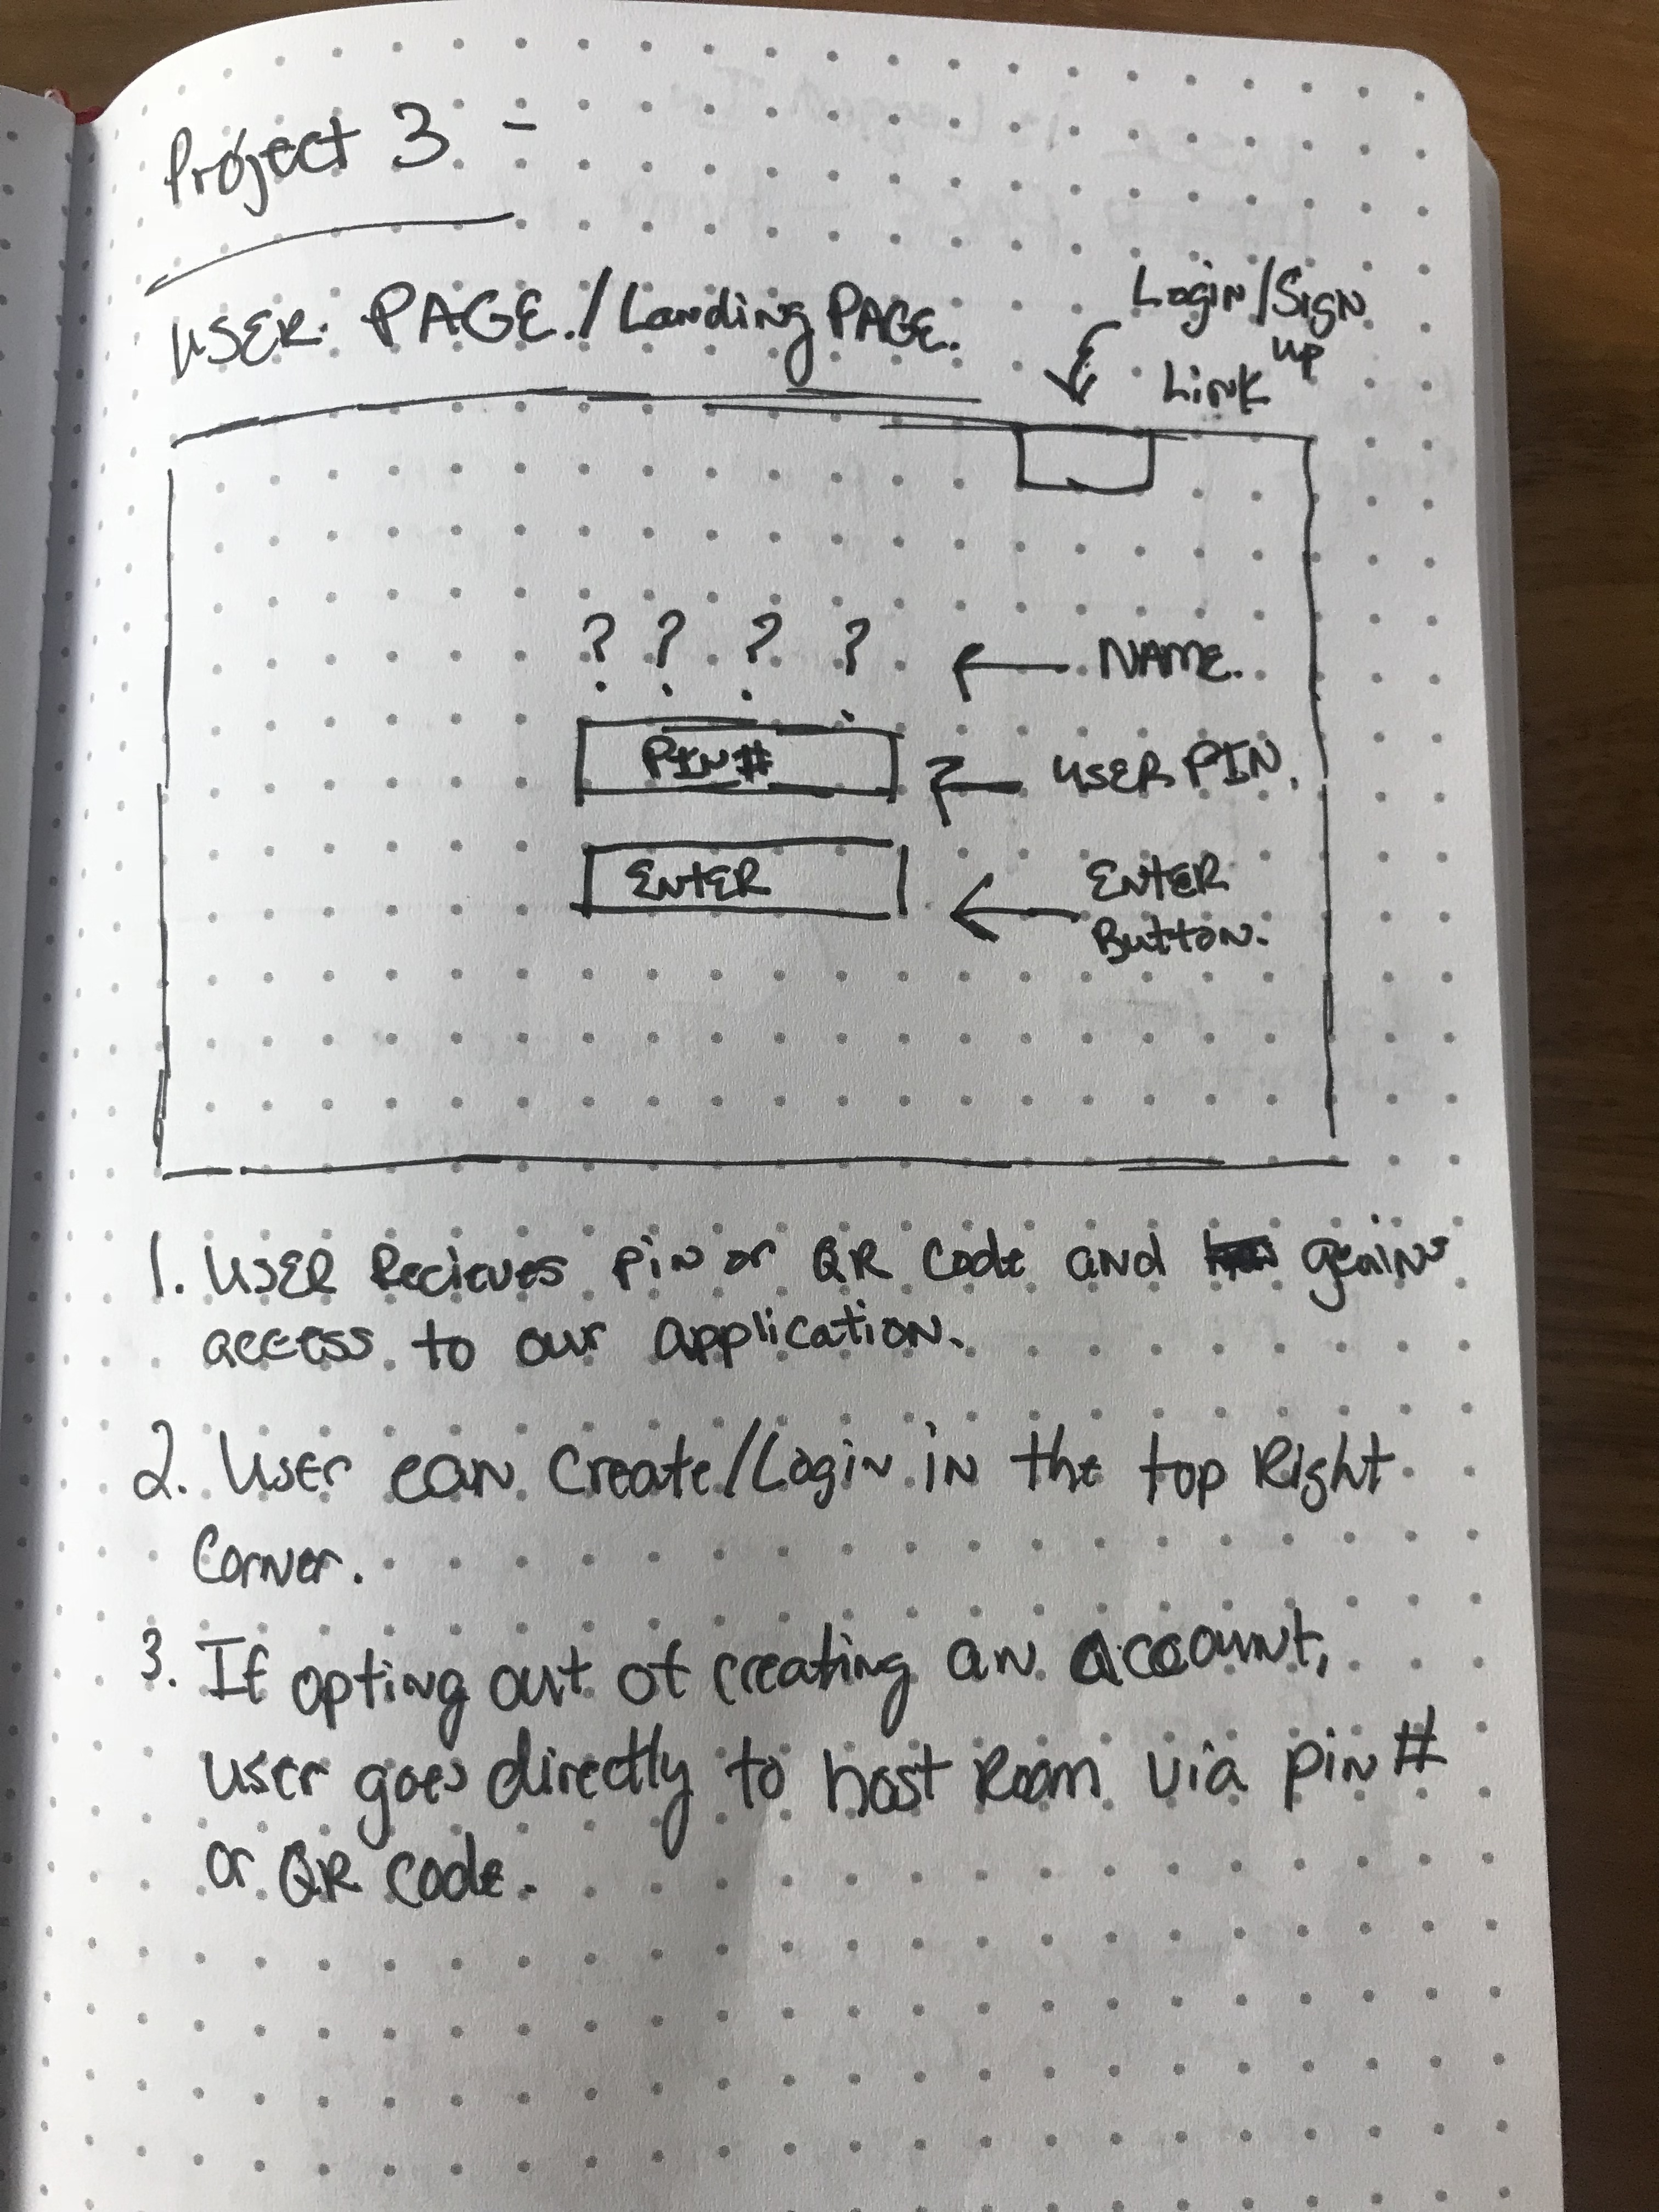 Project 3 -
USER. PAGE./Landing PAGE.
Login/Sign
up
Link
? ? ? ?
NAME.
PIN#
USER PIN.
ENTER
ENTER
Button.
1. USER Recieves pin or QR Code and gains
access to our application.
2. User can Create/Login in the top Right
Corner.
3. If opting out of creating an account,
user goes directly to host Room via pin #
or QR code.